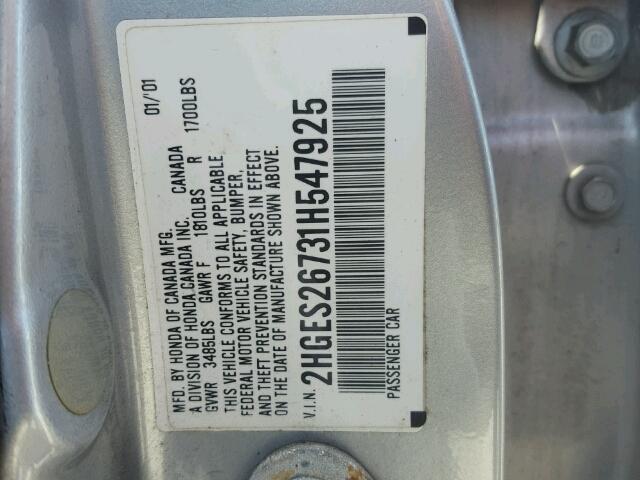 MFD. BY HONDA OF CANADA MFG. 01/'01
A DIVISION OF HONDA CANADA INC. CANADA
GVWR 3486LBS GAWR F 1810LBS R 1700LBS
THIS VEHICLE CONFORMS TO ALL APPLICABLE
FEDERAL MOTOR VEHICLE SAFETY, BUMPER,
AND THEFT PREVENTION STANDARDS IN EFFECT
ON THE DATE OF MANUFACTURE SHOWN ABOVE.
V.I.N. 2HGES26731H547925
PASSENGER CAR